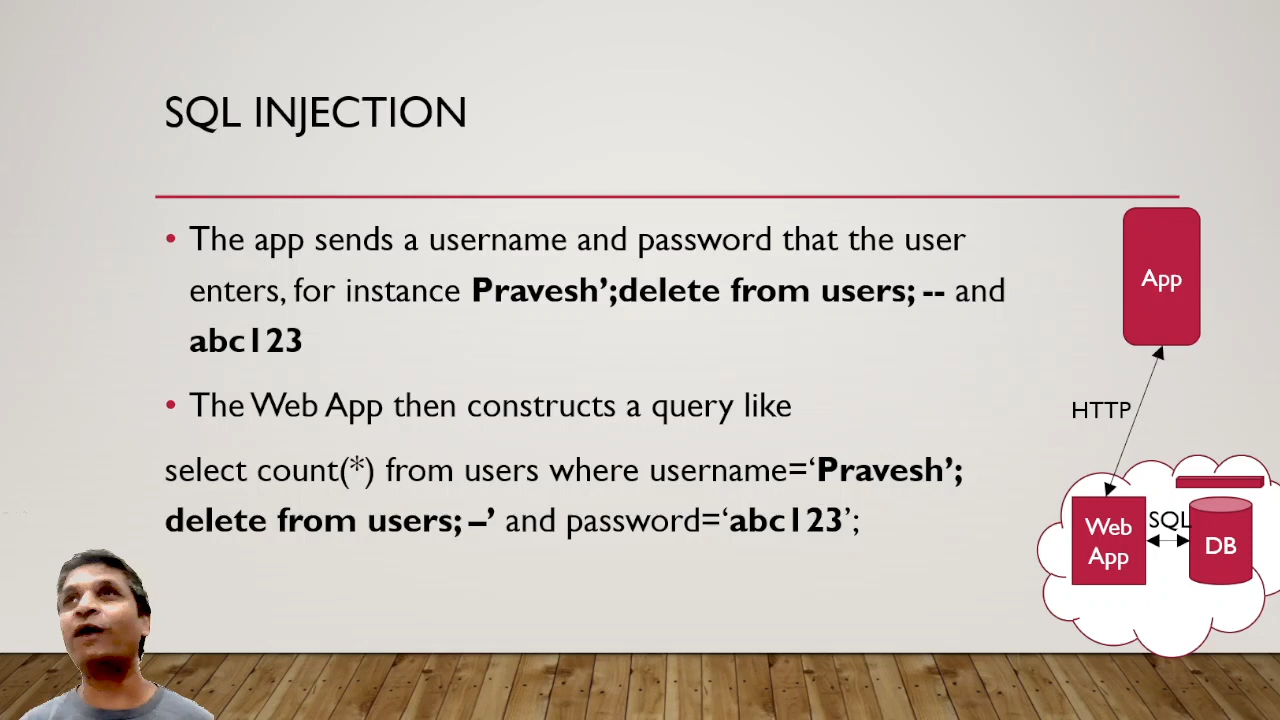 SQL INJECTION
• The app sends a username and password that the user
enters, for instance Pravesh’;delete from users; -- and
abc123
• The Web App then constructs a query like
select count(*) from users where username=‘Pravesh’;
delete from users; –’ and password=‘abc123’;
App
HTTP
Web
App
SQL
DB